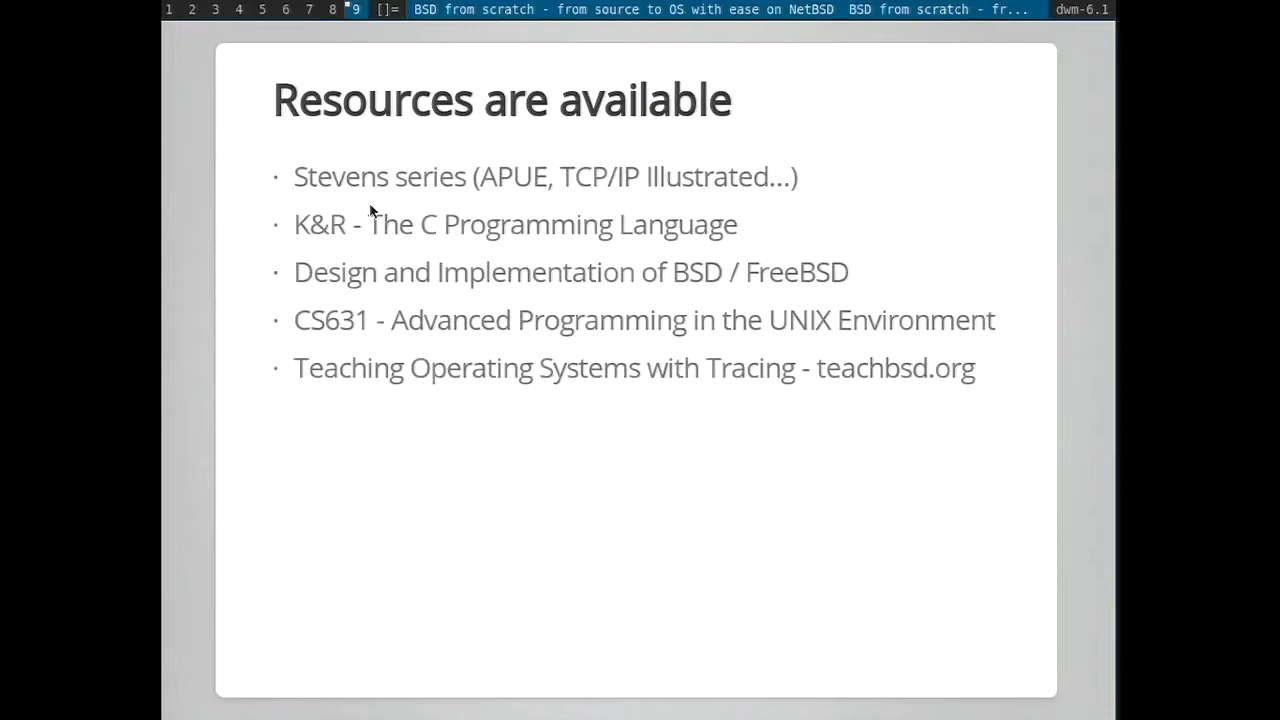 1 2 3 4 5 6 7 8 9 []= BSD from scratch - from source to OS with ease on NetBSD BSD from scratch - fr... dwm-6.1
Resources are available
· Stevens series (APUE, TCP/IP Illustrated...)
· K&R - The C Programming Language
· Design and Implementation of BSD / FreeBSD
· CS631 - Advanced Programming in the UNIX Environment
· Teaching Operating Systems with Tracing - teachbsd.org